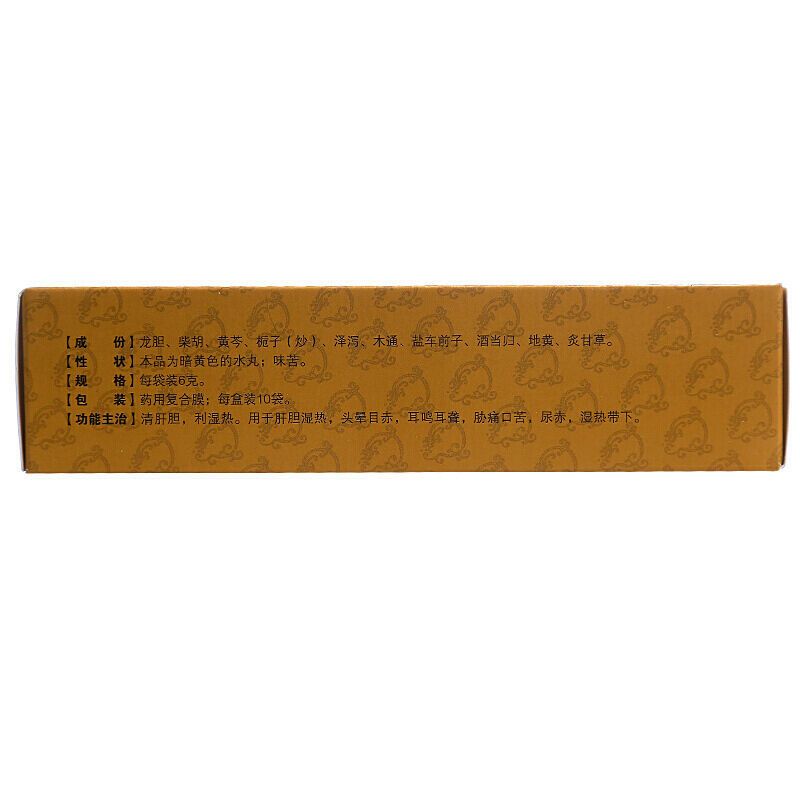 【成 份】龙胆、柴胡、黄芩、栀子（炒）、泽泻、木通、盐车前子、酒当归、地黄、炙甘草。
【性 状】本品为暗黄色的水丸；味苦。
【规 格】每袋装6克。
【包 装】药用复合膜；每盒装10袋。
【功能主治】清肝胆，利湿热。用于肝胆湿热，头晕目赤，耳鸣耳聋，胁痛口苦，尿赤，湿热带下。